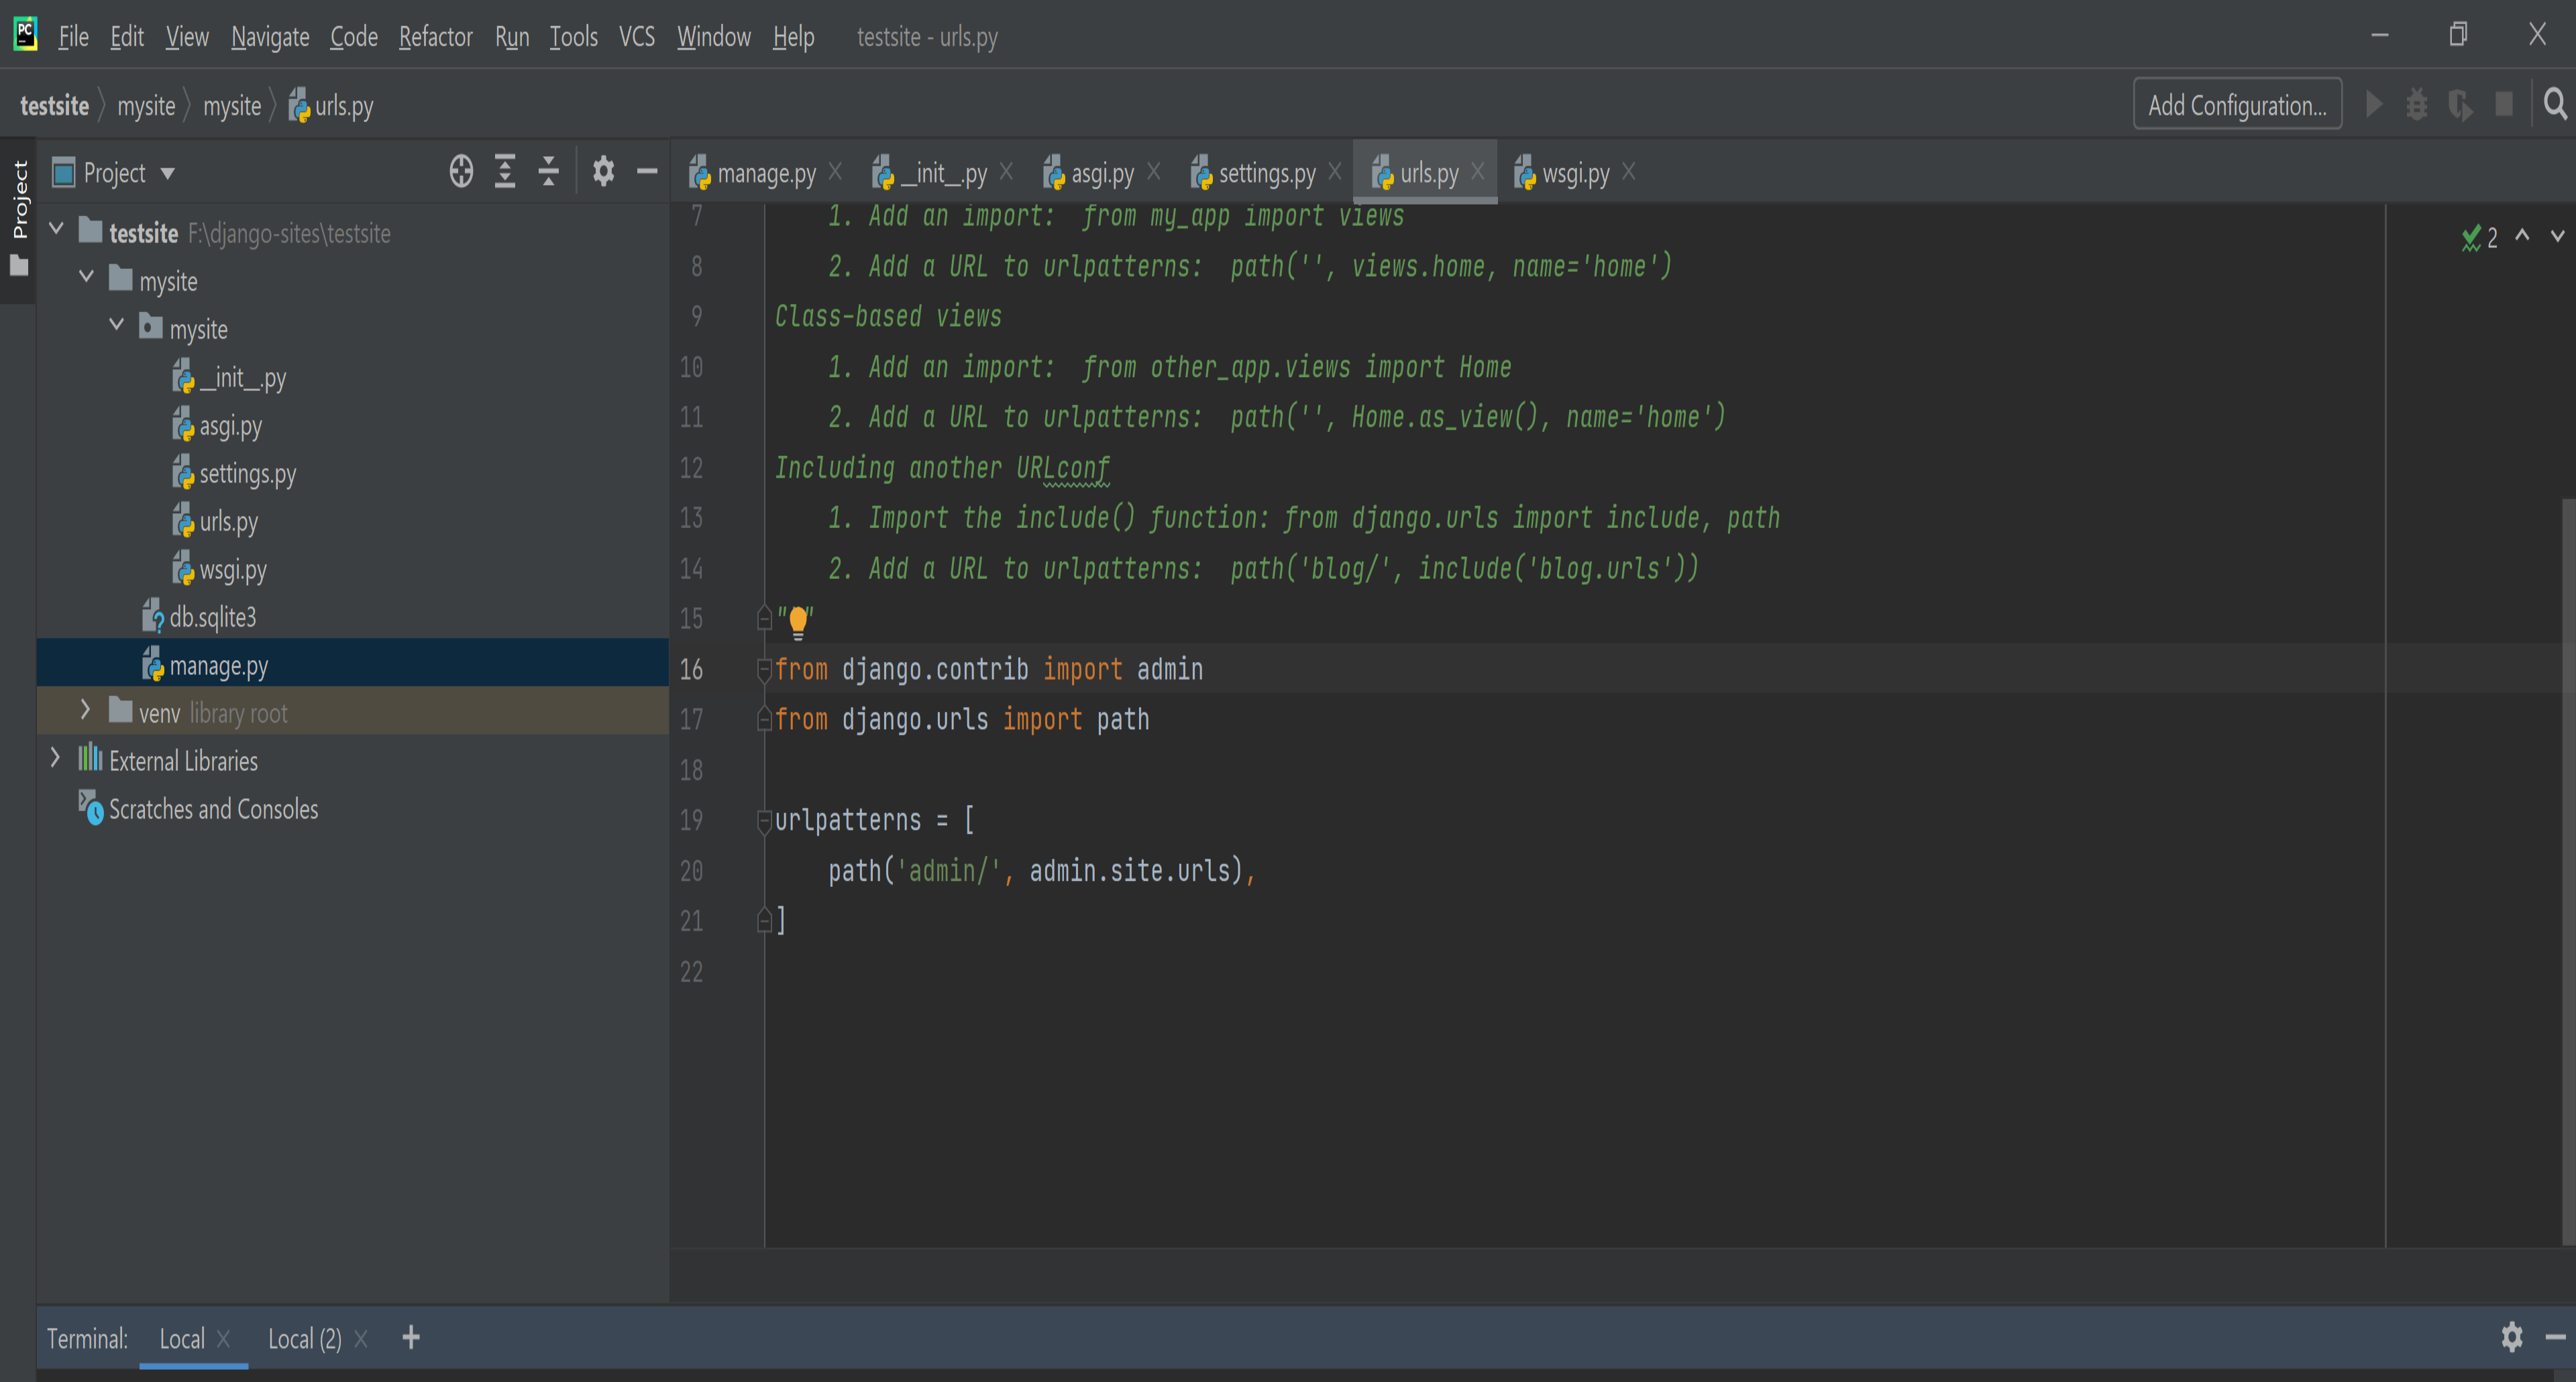 PC File Edit View Navigate Code Refactor Run Tools VCS Window Help testsite - urls.py
testsite mysite mysite urls.py Add Configuration...
Project
Project
manage.py __init__.py asgi.py settings.py urls.py wsgi.py
testsite F:\django-sites\testsite
mysite
mysite
__init__.py
asgi.py
settings.py
urls.py
wsgi.py
db.sqlite3
manage.py
venv library root
External Libraries
Scratches and Consoles
7 1. Add an import: from my_app import views
2
8 2. Add a URL to urlpatterns: path('', views.home, name='home')
9 Class-based views
10 1. Add an import: from other_app.views import Home
11 2. Add a URL to urlpatterns: path('', Home.as_view(), name='home')
12 Including another URLconf
13 1. Import the include() function: from django.urls import include, path
14 2. Add a URL to urlpatterns: path('blog/', include('blog.urls'))
15 """
16 from django.contrib import admin
17 from django.urls import path
18
19 urlpatterns = [
20 path('admin/', admin.site.urls),
21 ]
22
Terminal: Local Local (2) +